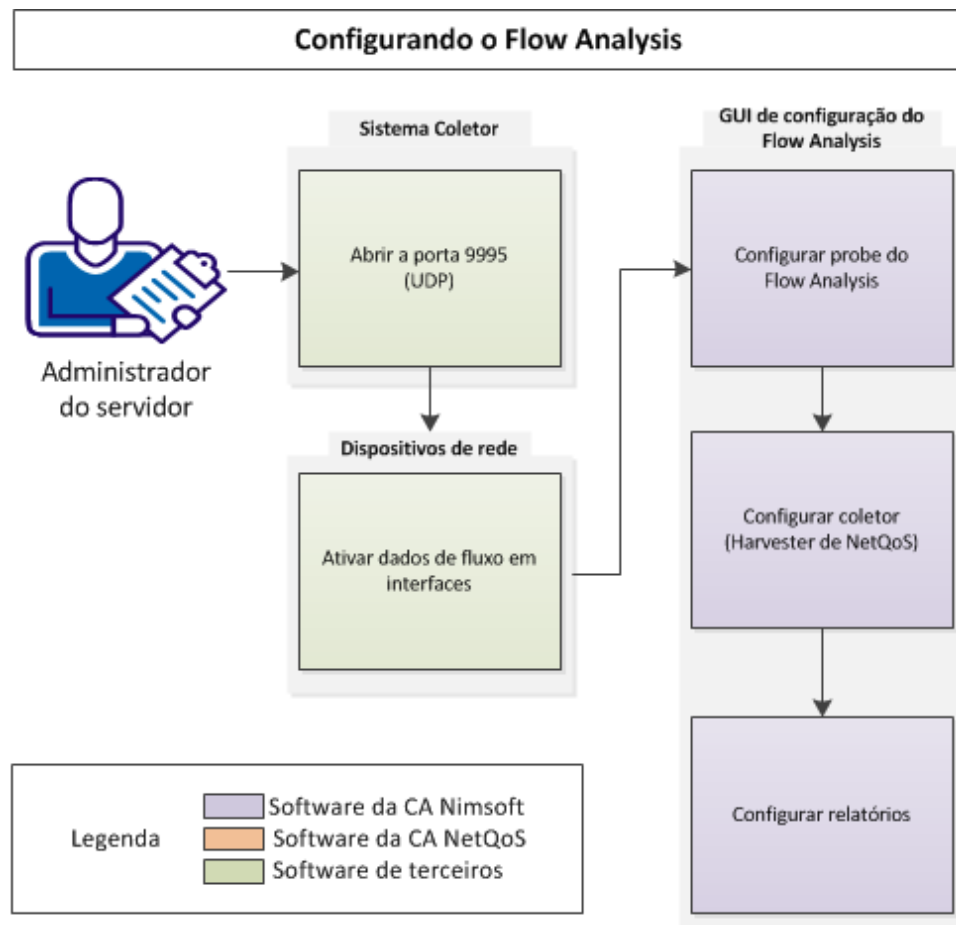 Configurando o Flow Analysis
Sistema Coletor
Abrir a porta 9995
(UDP)
Administrador
do servidor
Dispositivos de rede
Ativar dados de fluxo em
interfaces
GUI de configuração do
Flow Analysis
Configurar probe do
Flow Analysis
Configurar coletor
(Harvester de NetQoS)
Configurar relatórios
Legenda
Software da CA Nimsoft
Software da CA NetQoS
Software de terceiros